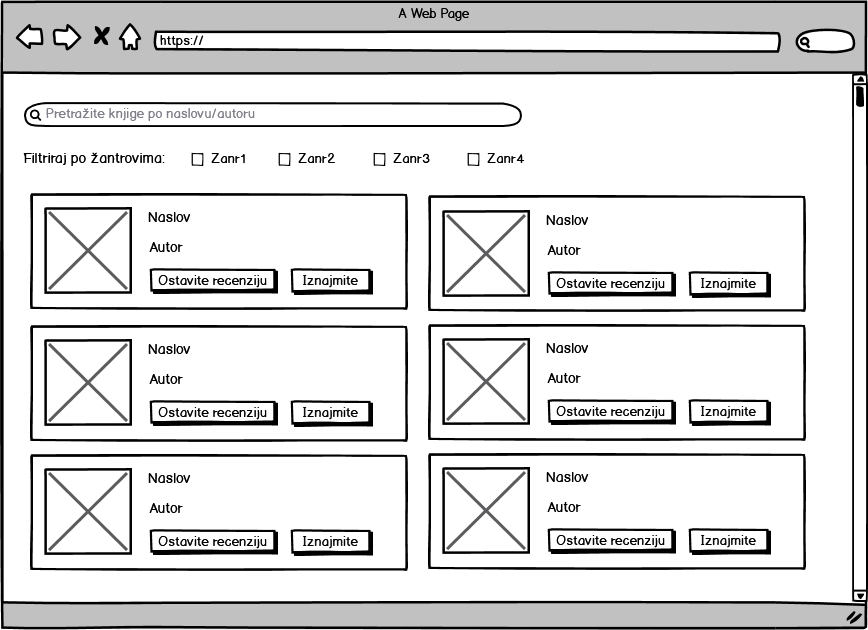 A Web Page
https://
Pretražite knjige po naslovu/autoru
Filtriraj po žantrovima: Zanr1 Zanr2 Zanr3 Zanr4
Naslov
Autor
Ostavite recenziju Iznajmite
Naslov
Autor
Ostavite recenziju Iznajmite
Naslov
Autor
Ostavite recenziju Iznajmite
Naslov
Autor
Ostavite recenziju Iznajmite
Naslov
Autor
Ostavite recenziju Iznajmite
Naslov
Autor
Ostavite recenziju Iznajmite